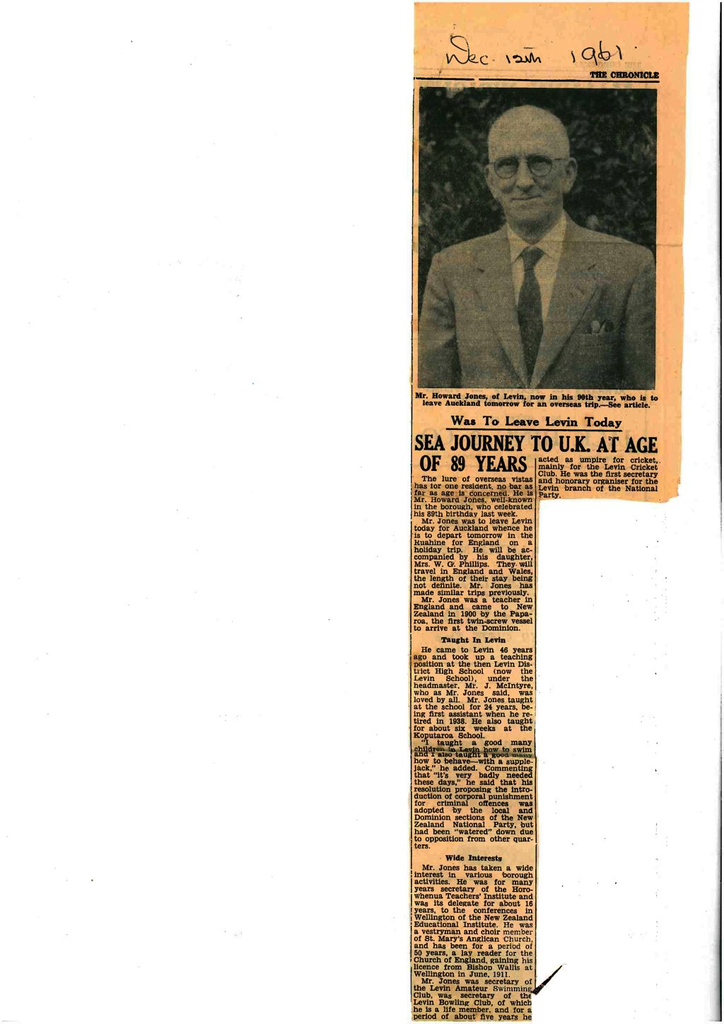 Dec 12th 1961.
THE CHRONICLE
Mr. Howard Jones, of Levin, now in his 90th year, who is to
leave Auckland tomorrow for an overseas trip.—See article.
Was To Leave Levin Today
SEA JOURNEY TO U.K. AT AGE
OF 89 YEARS
The lure of overseas vistas
has for one resident, no bar as
far as age is concerned. He is
Mr. Howard Jones, well-known
in the borough, who celebrated
his 89th birthday last week.
Mr. Jones was to leave Levin
today for Auckland whence he
is to depart tomorrow in the
Ruahine for England on a
holiday trip. He will be ac-
companied by his daughter,
Mrs. W. G. Phillips. They will
travel in England and Wales,
the length of their stay being
not definite. Mr. Jones has
made similar trips previously.
Mr. Jones was a teacher in
England and came to New
Zealand in 1900 by the Papa-
roa, the first twin-screw vessel
to arrive at the Dominion.
Taught In Levin
He came to Levin 46 years
ago and took up a teaching
position at the then Levin Dis-
trict High School (now the
Levin School), under the
headmaster, Mr. J. McIntyre,
who as Mr. Jones said, was
loved by all. Mr. Jones taught
at the school for 24 years, be-
ing first assistant when he re-
tired in 1938. He also taught
for about six weeks at the
Koputaroa School.
"I taught a good many
children in Levin how to swim
and I also taught a good many
how to behave—with a supple-
jack," he added. Commenting
that "it's very badly needed
these days," he said that his
resolution proposing the intro-
duction of corporal punishment
for criminal offences was
adopted by the local and
Dominion sections of the New
Zealand National Party, but
had been "watered" down due
to opposition from other quar-
ters.
Wide Interests
Mr. Jones has taken a wide
interest in various borough
activities. He was for many
years secretary of the Horo-
whenua Teachers' Institute and
was its delegate for about 16
years, to the conferences in
Wellington of the New Zealand
Educational Institute. He was
a vestryman and choir member
of St. Mary's Anglican Church,
and has been for a period of
50 years, a lay reader for the
Church of England, gaining his
licence from Bishop Wallis at
Wellington in June, 1911.
Mr. Jones was secretary of
the Levin Amateur Swimming
Club, was secretary of the
Levin Bowling Club, of which
he is a life member, and for a
period of about five years he
acted as umpire for cricket,
mainly for the Levin Cricket
Club. He was the first secretary
and honorary organiser for the
Levin branch of the National
Party.